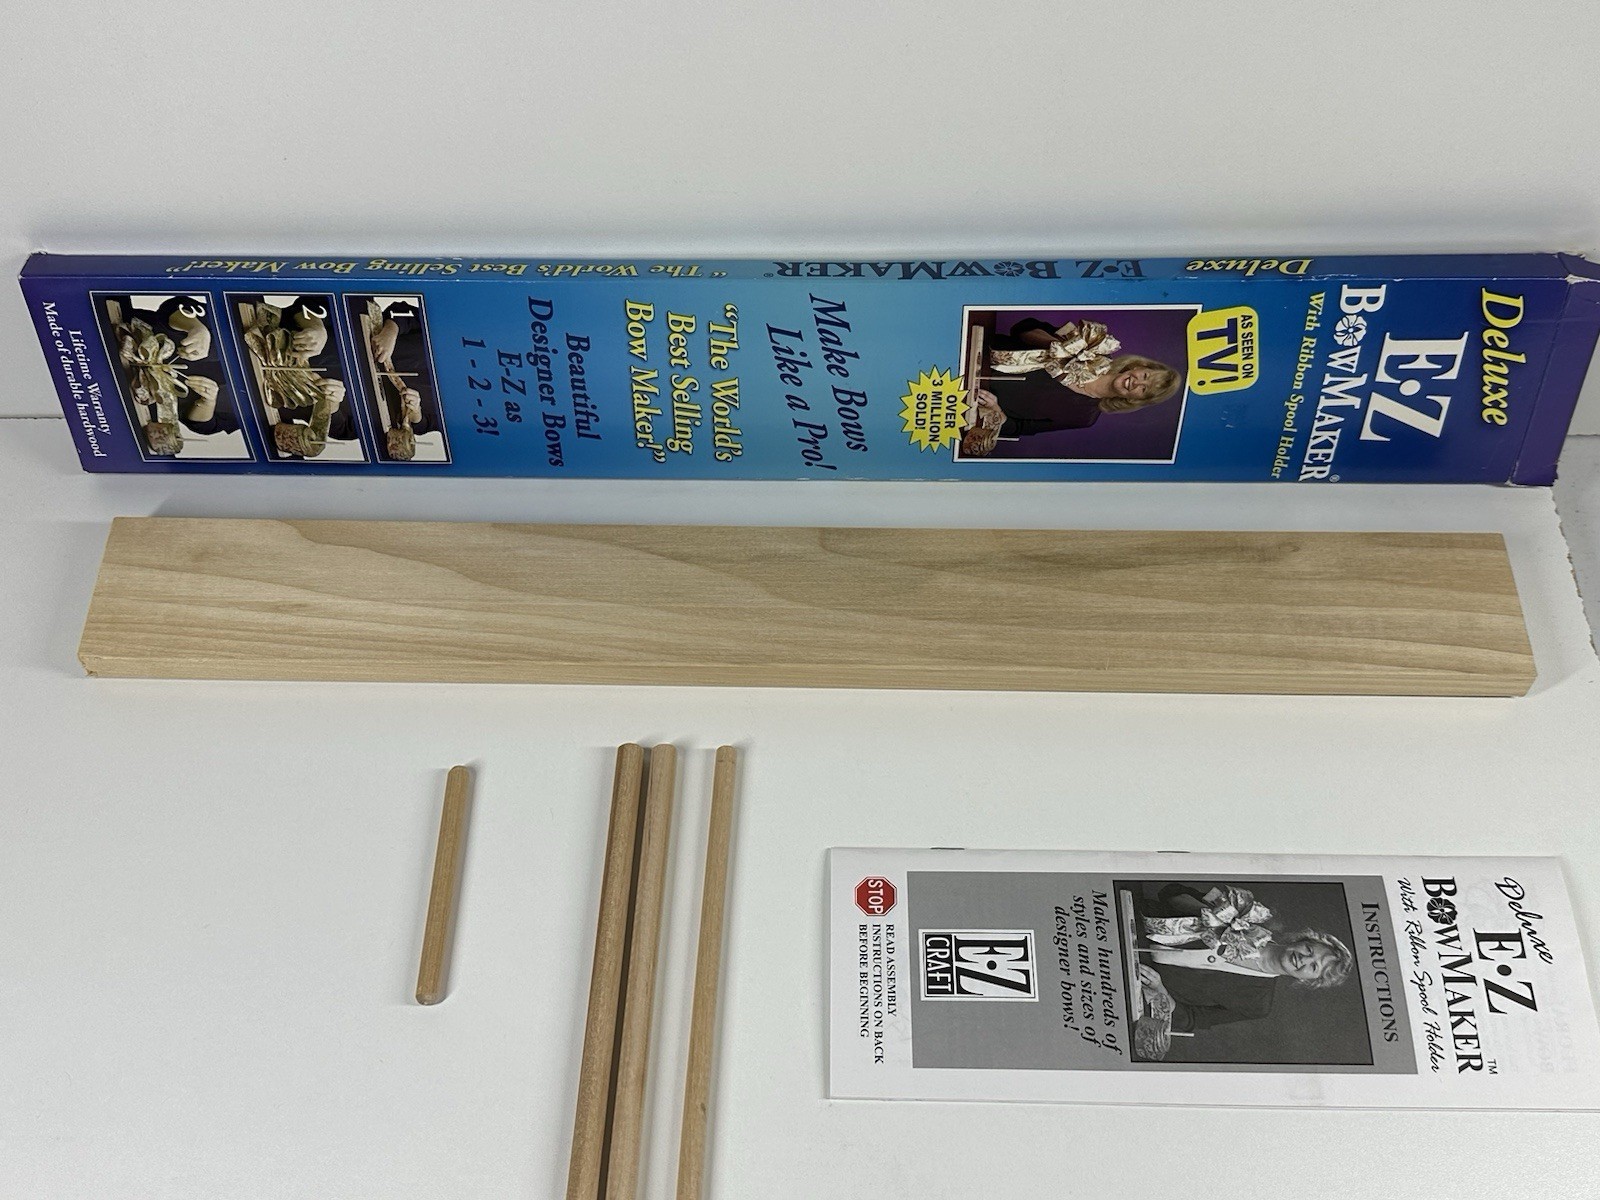 Deluxe
E·Z
BOWMAKER®
With Ribbon Spool Holder
AS SEEN ON
TV!
OVER
3 MILLION
SOLD!
Make Bows
Like a Pro!
"The World's
Best Selling
Bow Maker!"
Beautiful
Designer Bows
E-Z as
1 - 2 - 3!
1
2
3
Lifetime Warranty
Made of durable hardwood
Deluxe E·Z BOWMAKER® "The World's Best Selling Bow Maker!"
Deluxe
E·Z
BOWMAKER™
With Ribbon Spool Holder
INSTRUCTIONS
Makes hundreds of
styles and sizes of
designer bows!
E·Z
CRAFT
STOP
READ ASSEMBLY
INSTRUCTIONS ON BACK
BEFORE BEGINNING